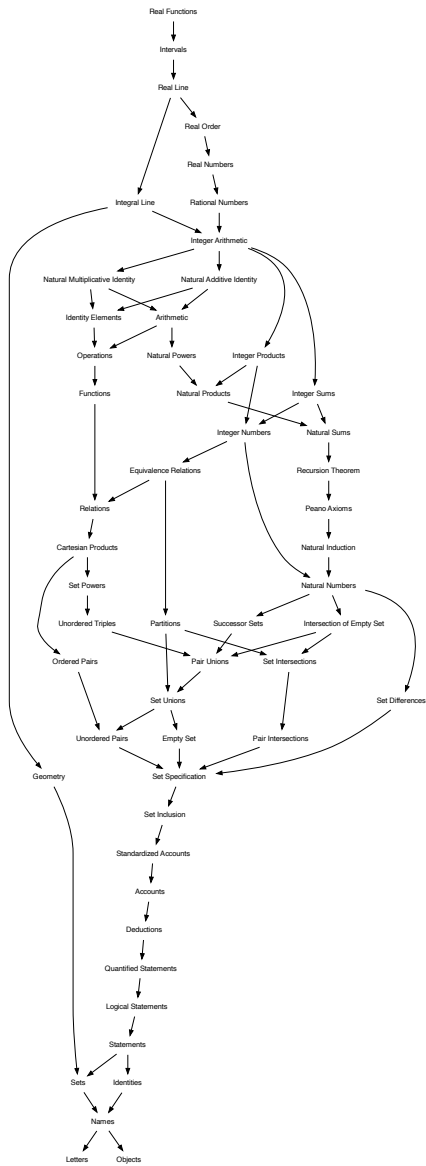 Real Functions
Intervals
Real Line
Real Order
Real Numbers
Integral Line
Rational Numbers
Integer Arithmetic
Natural Multiplicative Identity
Natural Additive Identity
Identity Elements
Arithmetic
Operations
Natural Powers
Integer Products
Functions
Natural Products
Integer Sums
Integer Numbers
Natural Sums
Equivalence Relations
Recursion Theorem
Relations
Peano Axioms
Cartesian Products
Natural Induction
Set Powers
Natural Numbers
Unordered Triples
Partitions
Successor Sets
Intersection of Empty Set
Ordered Pairs
Pair Unions
Set Intersections
Set Unions
Set Differences
Unordered Pairs
Empty Set
Pair Intersections
Geometry
Set Specification
Set Inclusion
Standardized Accounts
Accounts
Deductions
Quantified Statements
Logical Statements
Statements
Sets
Identities
Names
Letters
Objects